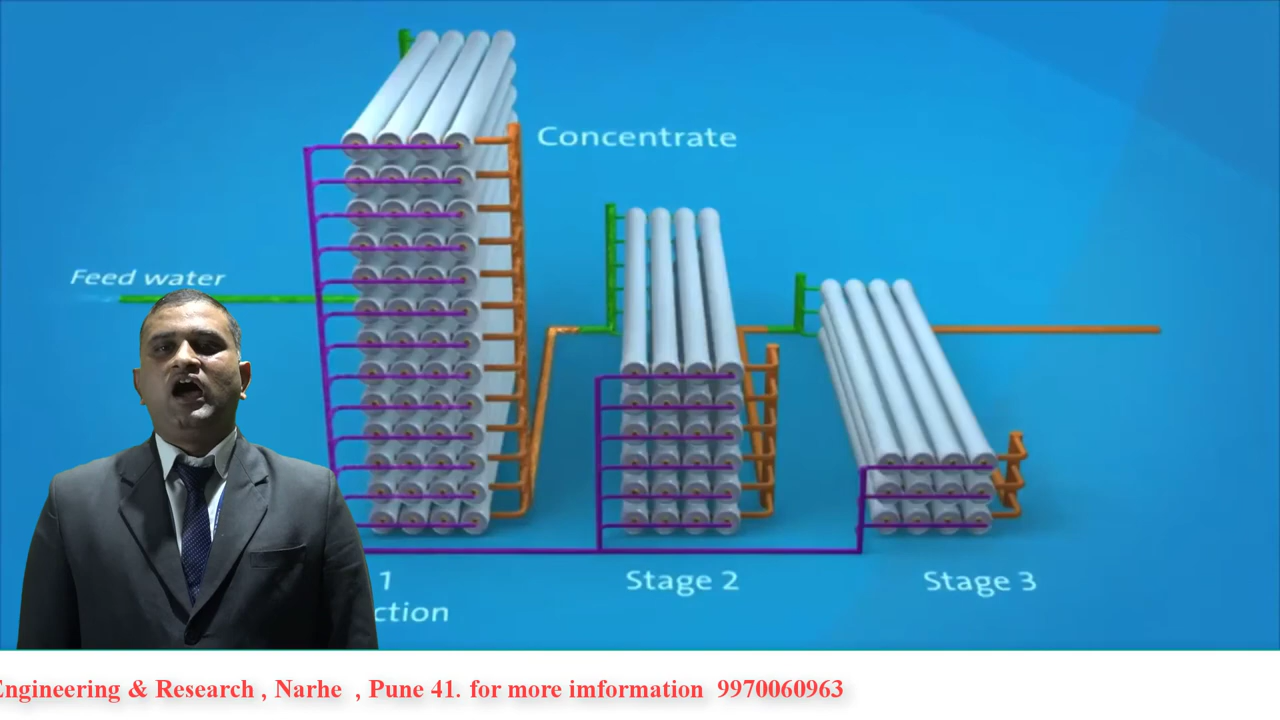 Concentrate
Feed water
1
Stage 2
Stage 3
ction
Engineering & Research , Narhe , Pune 41. for more imformation 9970060963